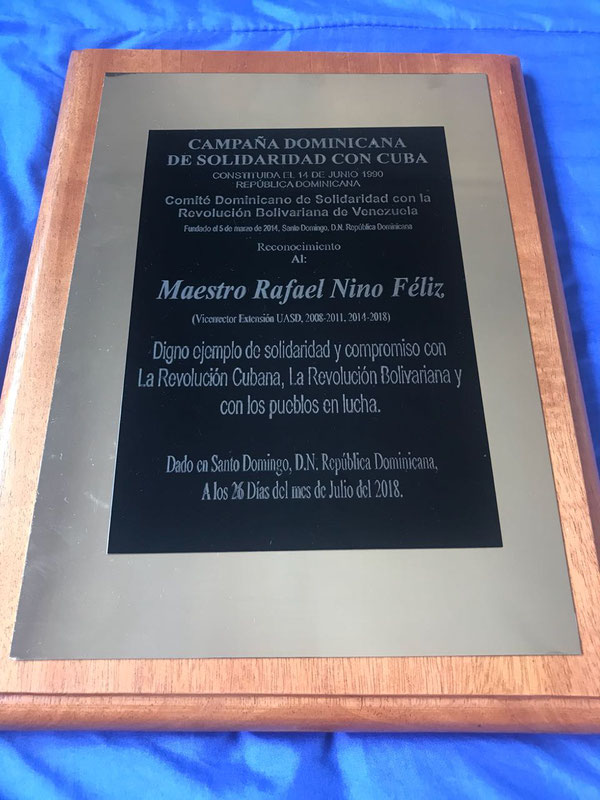 CAMPAÑA DOMINICANA
DE SOLIDARIDAD CON CUBA
CONSTITUIDA EL 14 DE JUNIO 1990
REPÚBLICA DOMINICANA
Comité Dominicano de Solidaridad con la
Revolución Bolivariana de Venezuela
Fundado el 5 de marzo de 2014, Santo Domingo, D.N. República Dominicana
Reconocimiento
Al:
Maestro Rafael Nino Féliz
(Vicerrector Extensión UASD, 2008-2011, 2014-2018)
Digno ejemplo de solidaridad y compromiso con
La Revolución Cubana, La Revolución Bolivariana y
con los pueblos en lucha.
Dado en Santo Domingo, D.N. República Dominicana,
A los 26 Días del mes de Julio del 2018.